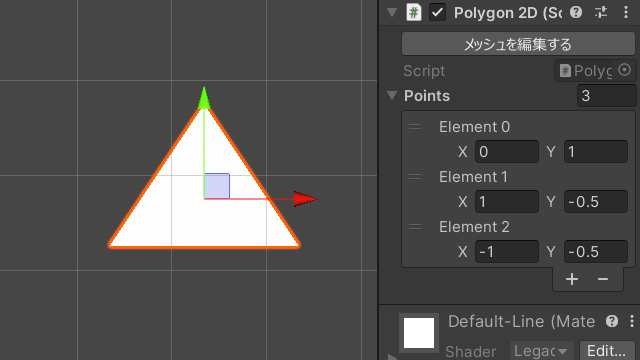 Polygon 2D (Sc
メッシュを編集する
Script Polyg
Points 3
Element 0
X 0 Y 1
Element 1
X 1 Y -0.5
Element 2
X -1 Y -0.5
Default-Line (Mate
Shader Legac Edit...